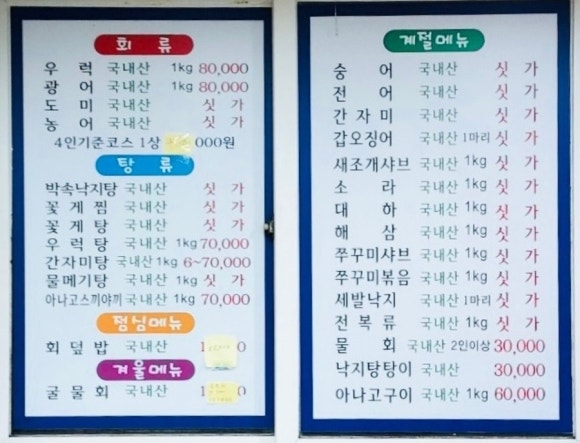 회 류
우 럭 국내산 1kg 80,000
광 어 국내산 1kg 80,000
도 미 국내산 싯 가
농 어 국내산 싯 가
4인기준코스 1상 000원
탕 류
박속낙지탕 국내산 싯 가
꽃 게 찜 국내산 싯 가
꽃 게 탕 국내산 싯 가
우 럭 탕 국내산 1kg 70,000
간자미탕 국내산 1kg 6~70,000
물메기탕 국내산 1kg 싯 가
아나고스끼야끼 국내산 1kg 70,000
점심메뉴
회 덮 밥 국내산
겨울메뉴
굴 물 회 국내산
계절메뉴
숭 어 국내산 싯 가
전 어 국내산 싯 가
간 자 미 국내산 싯 가
갑오징어 국내산 1마리 싯 가
새조개샤브 국내산 1kg 싯 가
소 라 국내산 1kg 싯 가
대 하 국내산 1kg 싯 가
해 삼 국내산 1kg 싯 가
쭈꾸미샤브 국내산 1kg 싯 가
쭈꾸미볶음 국내산 1kg 싯 가
세발낙지 국내산 1마리 싯 가
전 복 류 국내산 1kg 싯 가
물 회 국내산 2인이상 30,000
낙지탕탕이 국내산 30,000
아나고구이 국내산 1kg 60,000